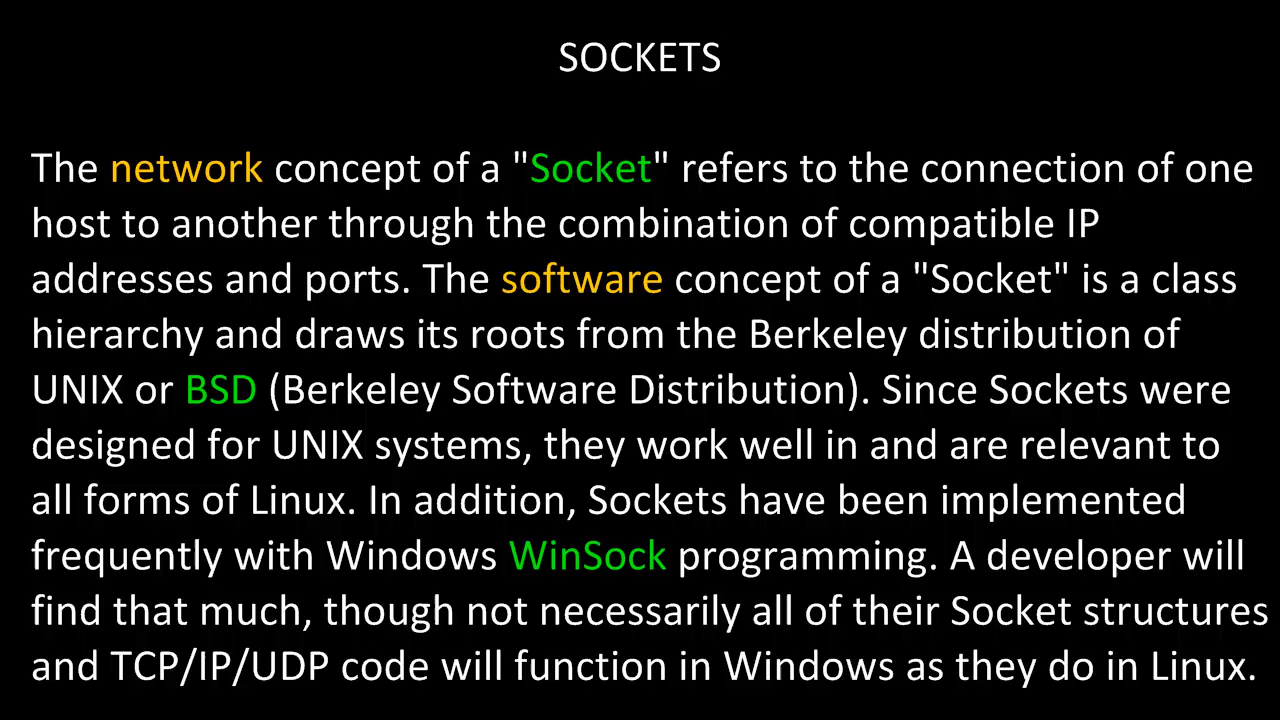 SOCKETS
The network concept of a "Socket" refers to the connection of one
host to another through the combination of compatible IP
addresses and ports. The software concept of a "Socket" is a class
hierarchy and draws its roots from the Berkeley distribution of
UNIX or BSD (Berkeley Software Distribution). Since Sockets were
designed for UNIX systems, they work well in and are relevant to
all forms of Linux. In addition, Sockets have been implemented
frequently with Windows WinSock programming. A developer will
find that much, though not necessarily all of their Socket structures
and TCP/IP/UDP code will function in Windows as they do in Linux.